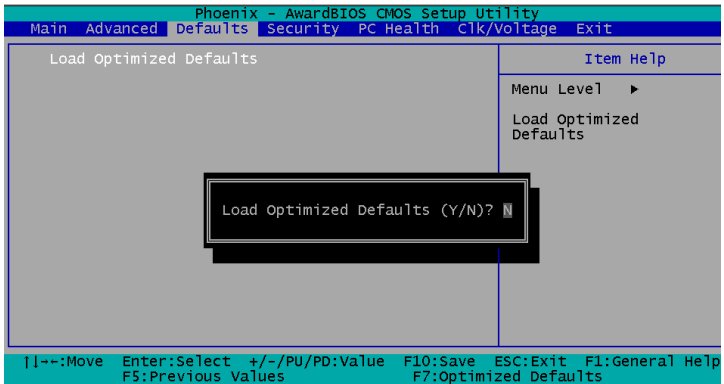 Phoenix - AwardBIOS CMOS Setup Utility
Main Advanced Defaults Security PC Health Clk/Voltage Exit
Load Optimized Defaults
Item Help
Menu Level ►
Load Optimized
Defaults
Load Optimized Defaults (Y/N)? N
↑↓→←:Move Enter:Select +/-/PU/PD:Value F10:Save ESC:Exit F1:General Help
F5:Previous Values F7:Optimized Defaults